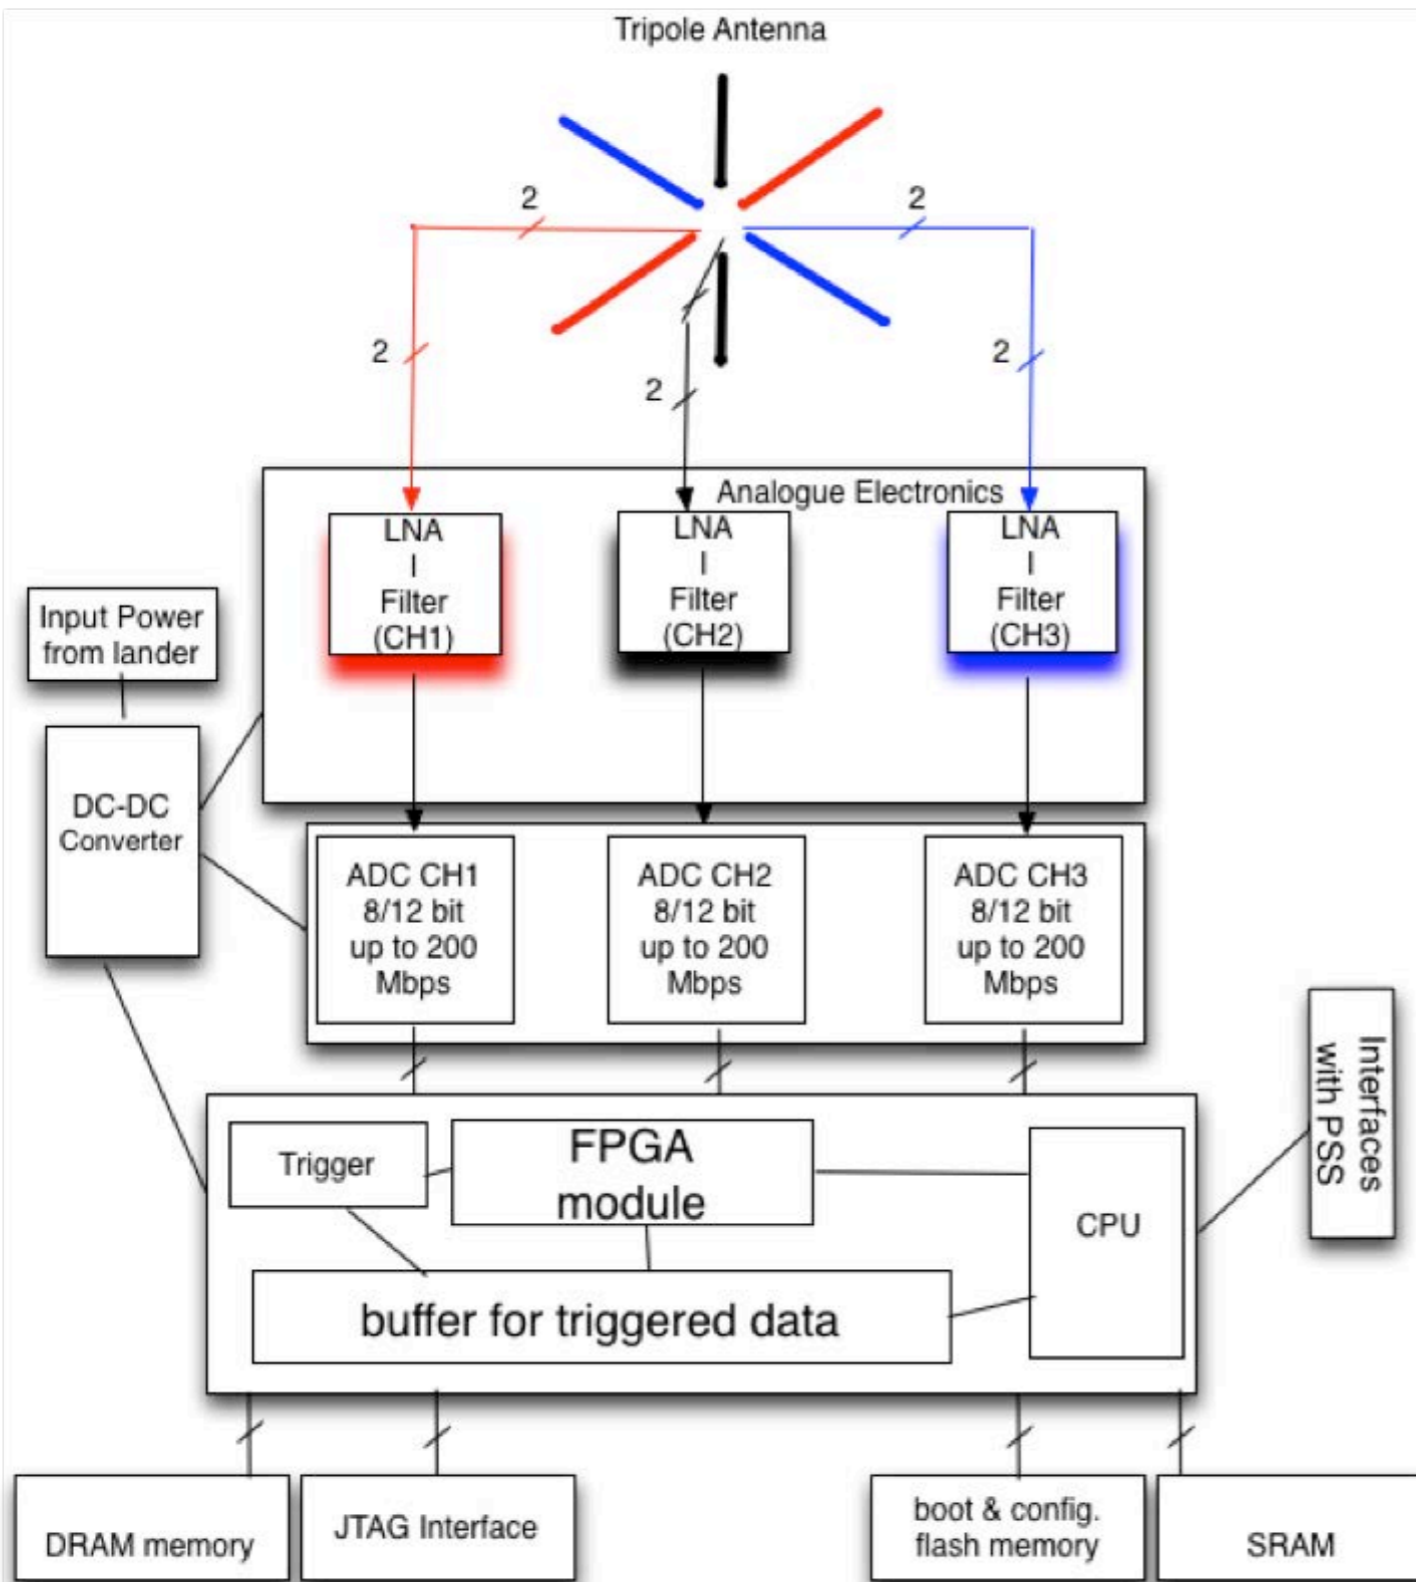 Tripole Antenna
2
2
2
2
2
Analogue Electronics
LNA
Filter
(CH1)
LNA
Filter
(CH2)
LNA
Filter
(CH3)
Input Power
from lander
DC-DC
Converter
ADC CH1
8/12 bit
up to 200
Mbps
ADC CH2
8/12 bit
up to 200
Mbps
ADC CH3
8/12 bit
up to 200
Mbps
Interfaces
with PSS
Trigger
FPGA
module
CPU
buffer for triggered data
DRAM memory
JTAG Interface
boot & config.
flash memory
SRAM